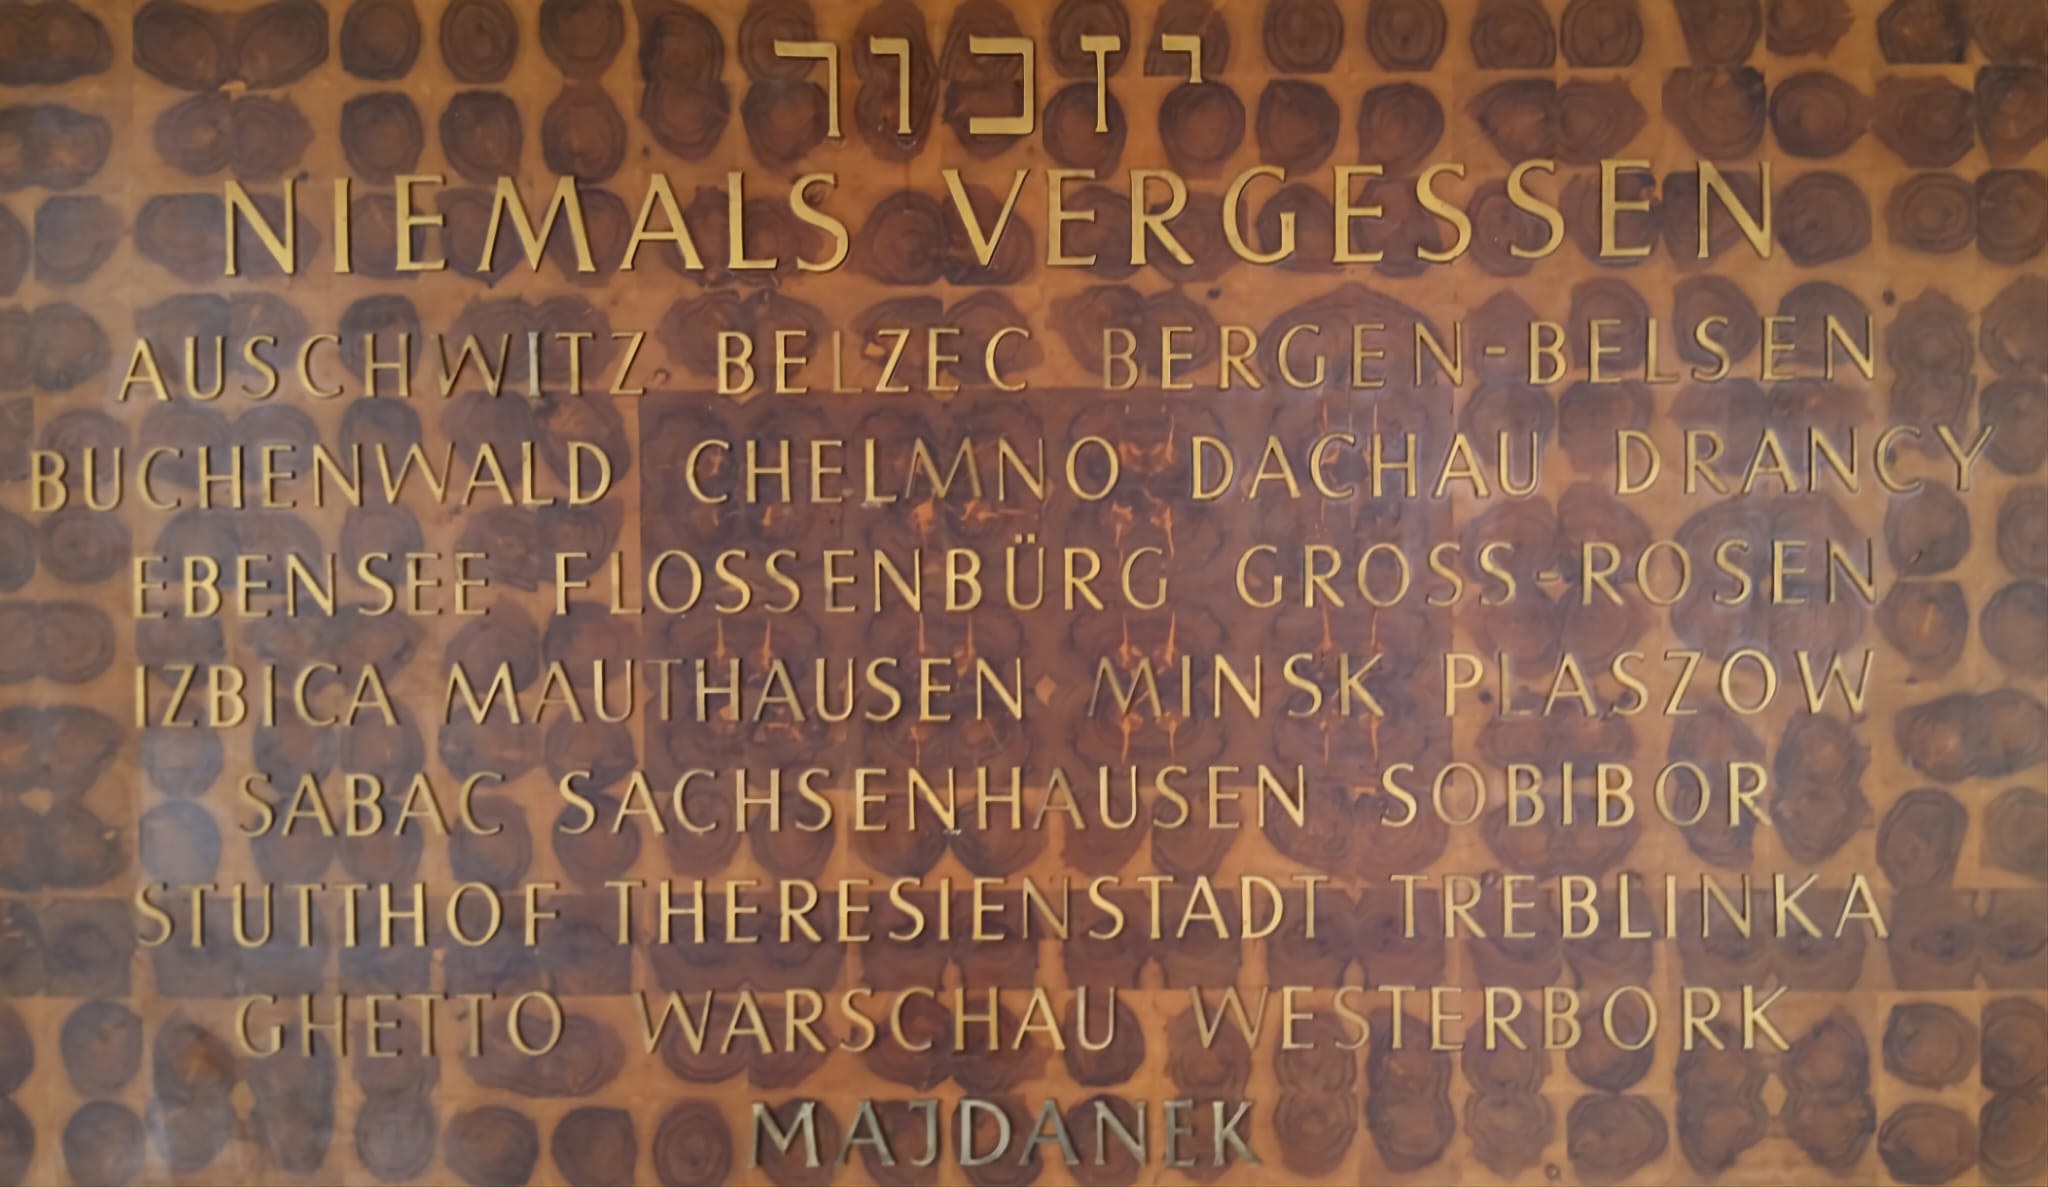 יזכור
NIEMALS VERGESSEN
AUSCHWITZ BELZEC BERGEN-BELSEN
BUCHENWALD CHELMNO DACHAU DRANCY
EBENSEE FLOSSENBÜRG GROSS-ROSEN
IZBICA MAUTHAUSEN MINSK PLASZOW
SABAC SACHSENHAUSEN SOBIBOR
STUTTHOF THERESIENSTADT TREBLINKA
GHETTO WARSCHAU WESTERBORK
MAJDANEK